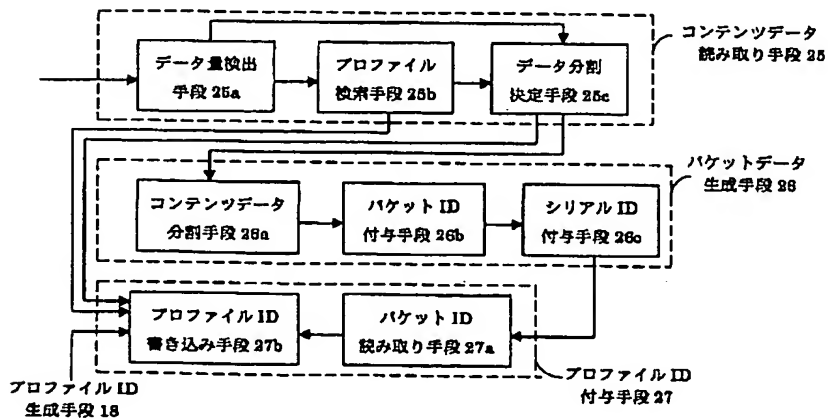 データ量検出
手段 25a
プロファイル
検索手段 25b
データ分割
決定手段 25c
コンテンツデータ
読み取り手段 25
コンテンツデータ
分割手段 26a
パケット ID
付与手段 26b
シリアル ID
付与手段 26c
パケットデータ
生成手段 26
プロファイル ID
書き込み手段 27b
パケット ID
読み取り手段 27a
プロファイル ID
生成手段 18
プロファイル ID
付与手段 27